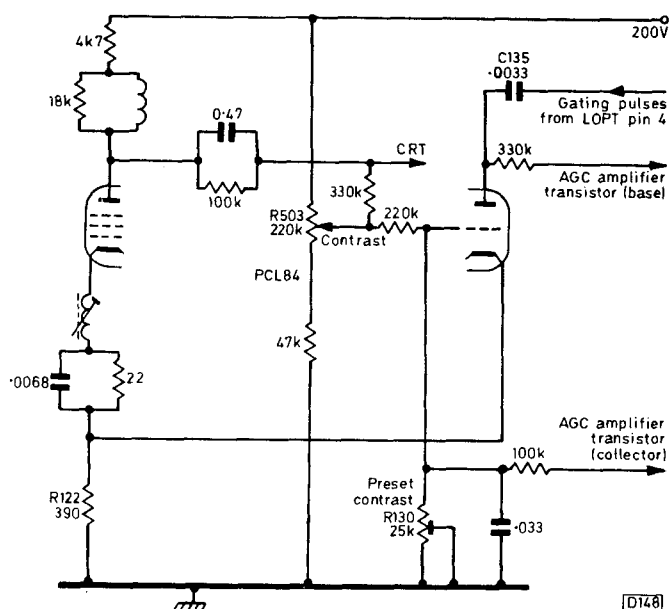 4k7
200V
18k
C135
·0033
Gating pulses
from LOPT pin 4
0·47
CRT
330k
AGC amplifier
transistor (base)
100k
330k
R503
220k
220k
Contrast
PCL84
47k
·0068
22
AGC amplifier
transistor
(collector)
100k
R122
390
Preset
contrast
R130
25k
·033
D148